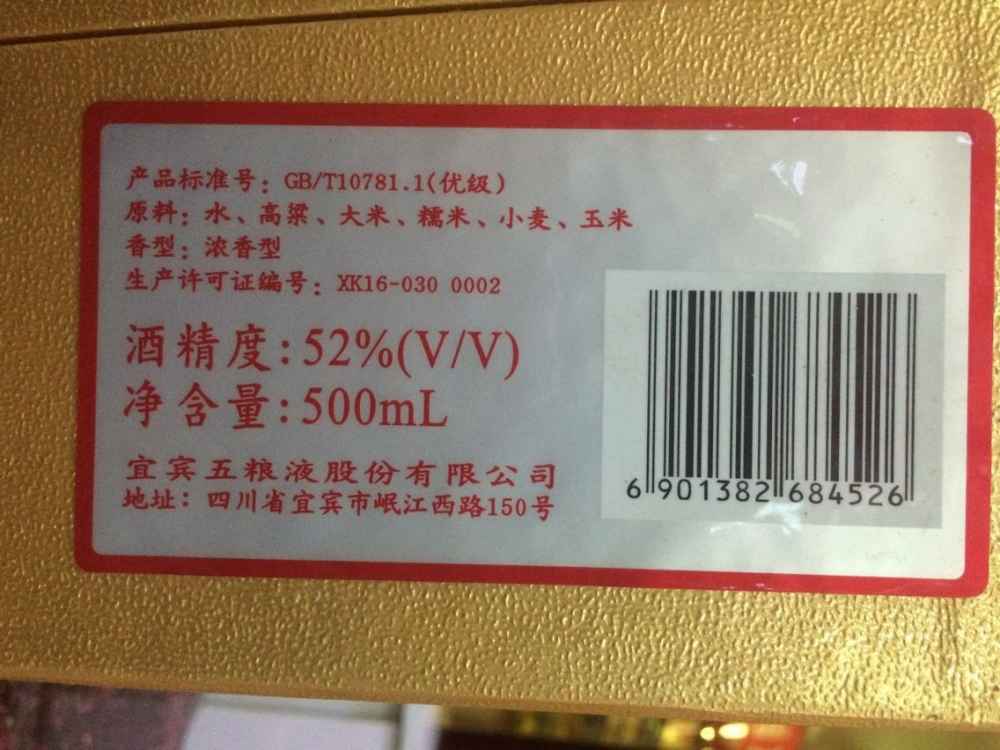 产品标准号：GB/T10781.1(优级)
原料：水、高粱、大米、糯米、小麦、玉米
香型：浓香型
生产许可证编号：XK16-030 0002
酒精度:52%(V/V)
净含量:500mL
宜宾五粮液股份有限公司
地址：四川省宜宾市岷江西路150号
6 901382 684526